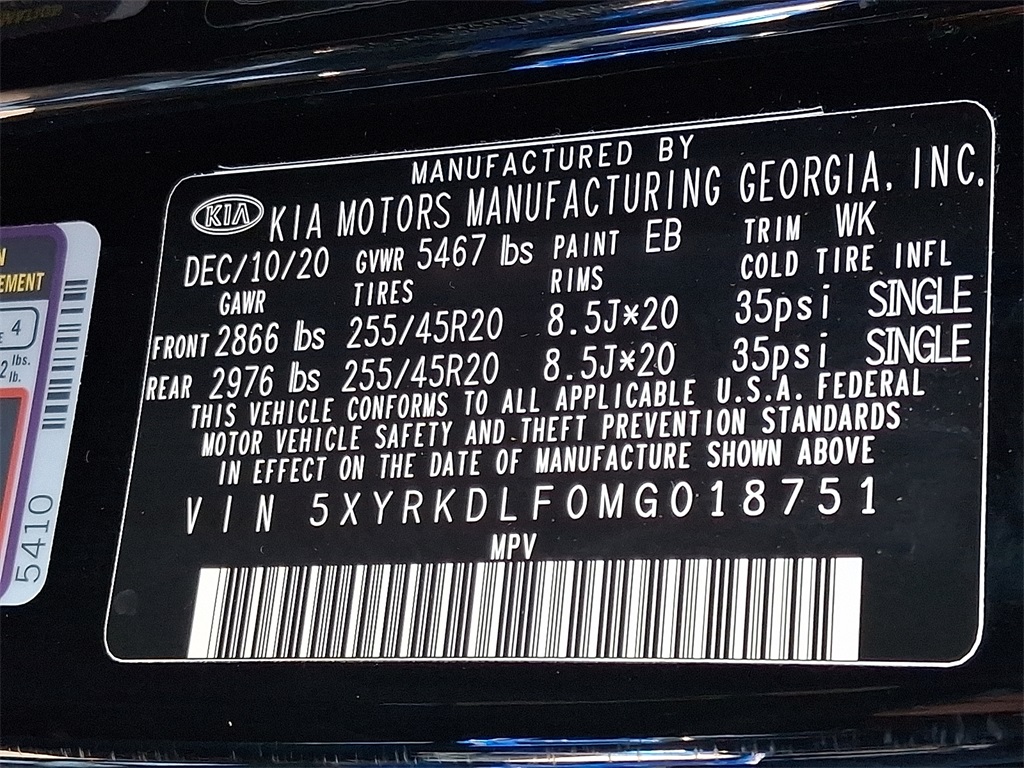 MANUFACTURED BY
KIA KIA MOTORS MANUFACTURING GEORGIA, INC.
DEC/10/20 GVWR 5467 lbs PAINT EB TRIM WK
GAWR TIRES RIMS COLD TIRE INFL
FRONT 2866 lbs 255/45R20 8.5J*20 35psi SINGLE
REAR 2976 lbs 255/45R20 8.5J*20 35psi SINGLE
THIS VEHICLE CONFORMS TO ALL APPLICABLE U.S.A. FEDERAL
MOTOR VEHICLE SAFETY AND THEFT PREVENTION STANDARDS
IN EFFECT ON THE DATE OF MANUFACTURE SHOWN ABOVE
VIN 5XYRKDLF0MG018751
MPV
4
lbs.
lb.
5410